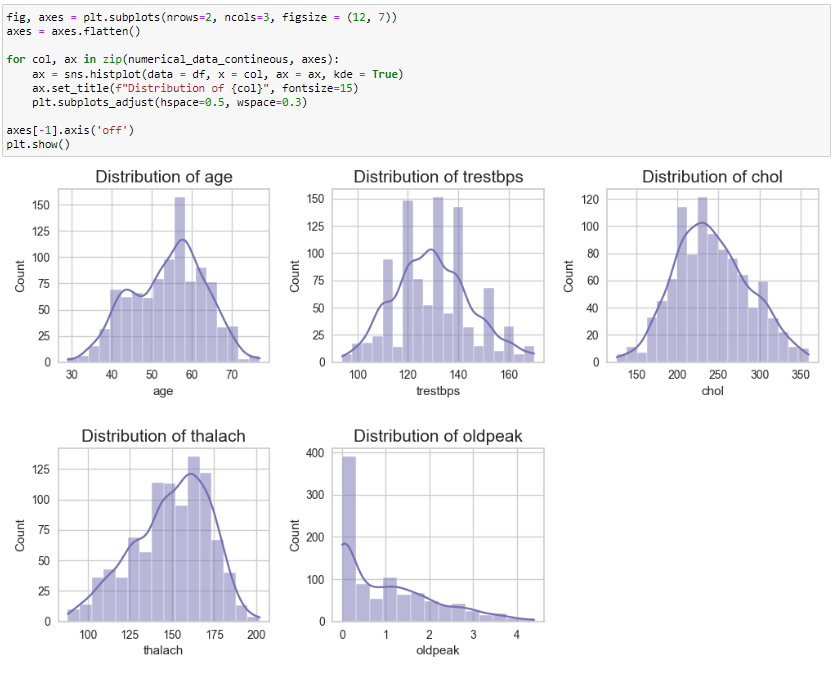 fig, axes = plt.subplots(nrows=2, ncols=3, figsize = (12, 7))
axes = axes.flatten()
for col, ax in zip(numerical_data_contineous, axes):
    ax = sns.histplot(data = df, x = col, ax = ax, kde = True)
    ax.set_title(f"Distribution of {col}", fontsize=15)
    plt.subplots_adjust(hspace=0.5, wspace=0.3)
axes[-1].axis('off')
plt.show()
Distribution of age
150
125
100
75
50
25
0
Count
30 40 50 60 70
age
Distribution of trestbps
150
125
100
75
50
25
0
Count
100 120 140 160
trestbps
Distribution of chol
120
100
80
60
40
20
0
Count
150 200 250 300 350
chol
Distribution of thalach
125
100
75
50
25
0
Count
100 125 150 175 200
thalach
Distribution of oldpeak
400
300
200
100
0
Count
0 1 2 3 4
oldpeak